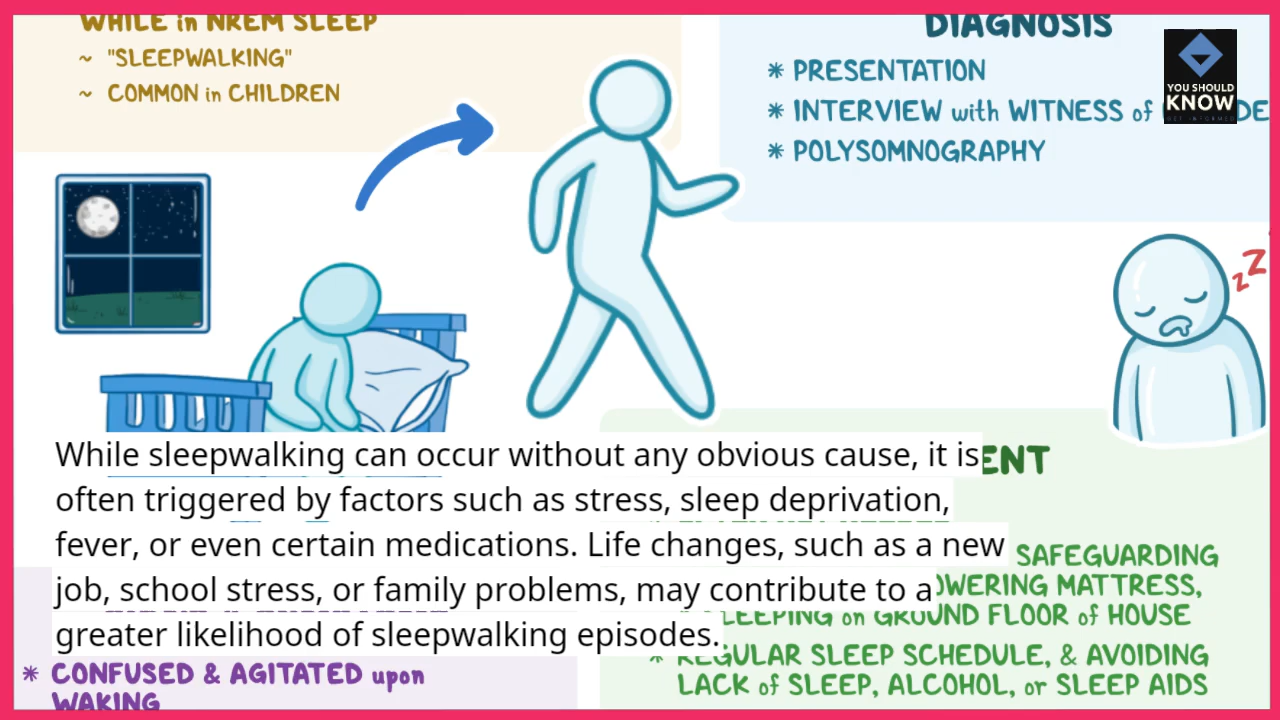 WHILE in NREM SLEEP
~ "SLEEPWALKING"
~ COMMON in CHILDREN
DIAGNOSIS
* PRESENTATION
* INTERVIEW with WITNESS of
* POLYSOMNOGRAPHY
YOU SHOULD
KNOW
GET INFORMED
zZ
While sleepwalking can occur without any obvious cause, it is
often triggered by factors such as stress, sleep deprivation,
fever, or even certain medications. Life changes, such as a new
job, school stress, or family problems, may contribute to a
greater likelihood of sleepwalking episodes.
SAFEGUARDING
MATTRESS,
on GROUND FLOOR of HOUSE
* REGULAR SLEEP SCHEDULE, & AVOIDING
LACK of SLEEP, ALCOHOL, or SLEEP AIDS
* CONFUSED & AGITATED upon
WAKING